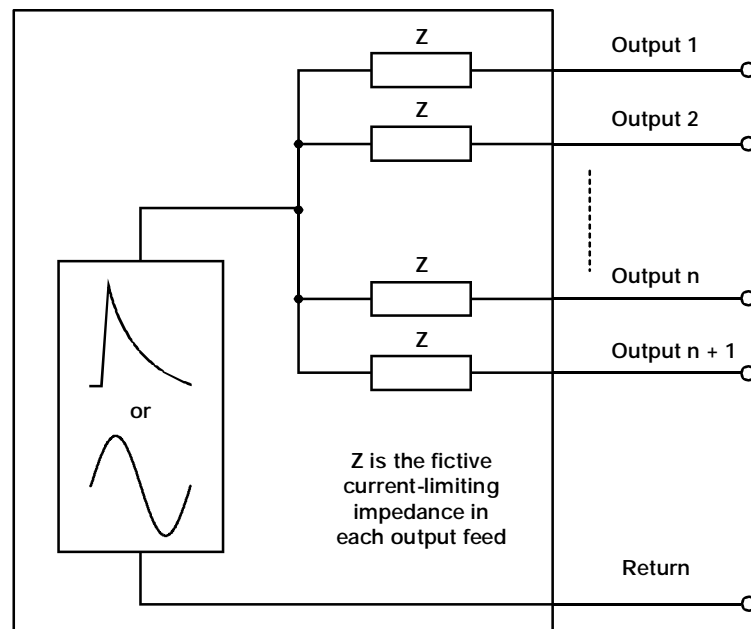 Z
Output 1
Z
Output 2
Z
Output n
Z
Output n + 1
or
Z is the fictive
current-limiting
impedance in
each output feed
Return